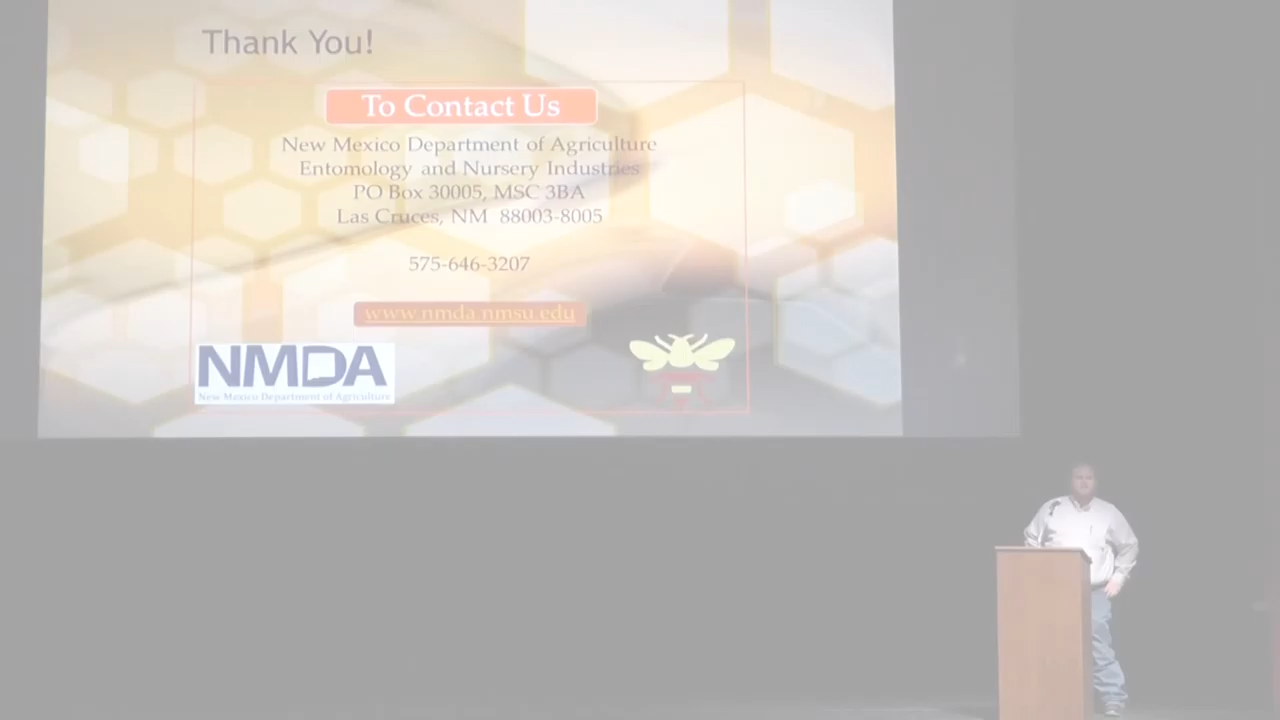 Thank You!
To Contact Us
New Mexico Department of Agriculture
Entomology and Nursery Industries
PO Box 30005, MSC 3BA
Las Cruces, NM 88003-8005
575-646-3207
www.nmda.nmsu.edu
NMDA
New Mexico Department of Agriculture